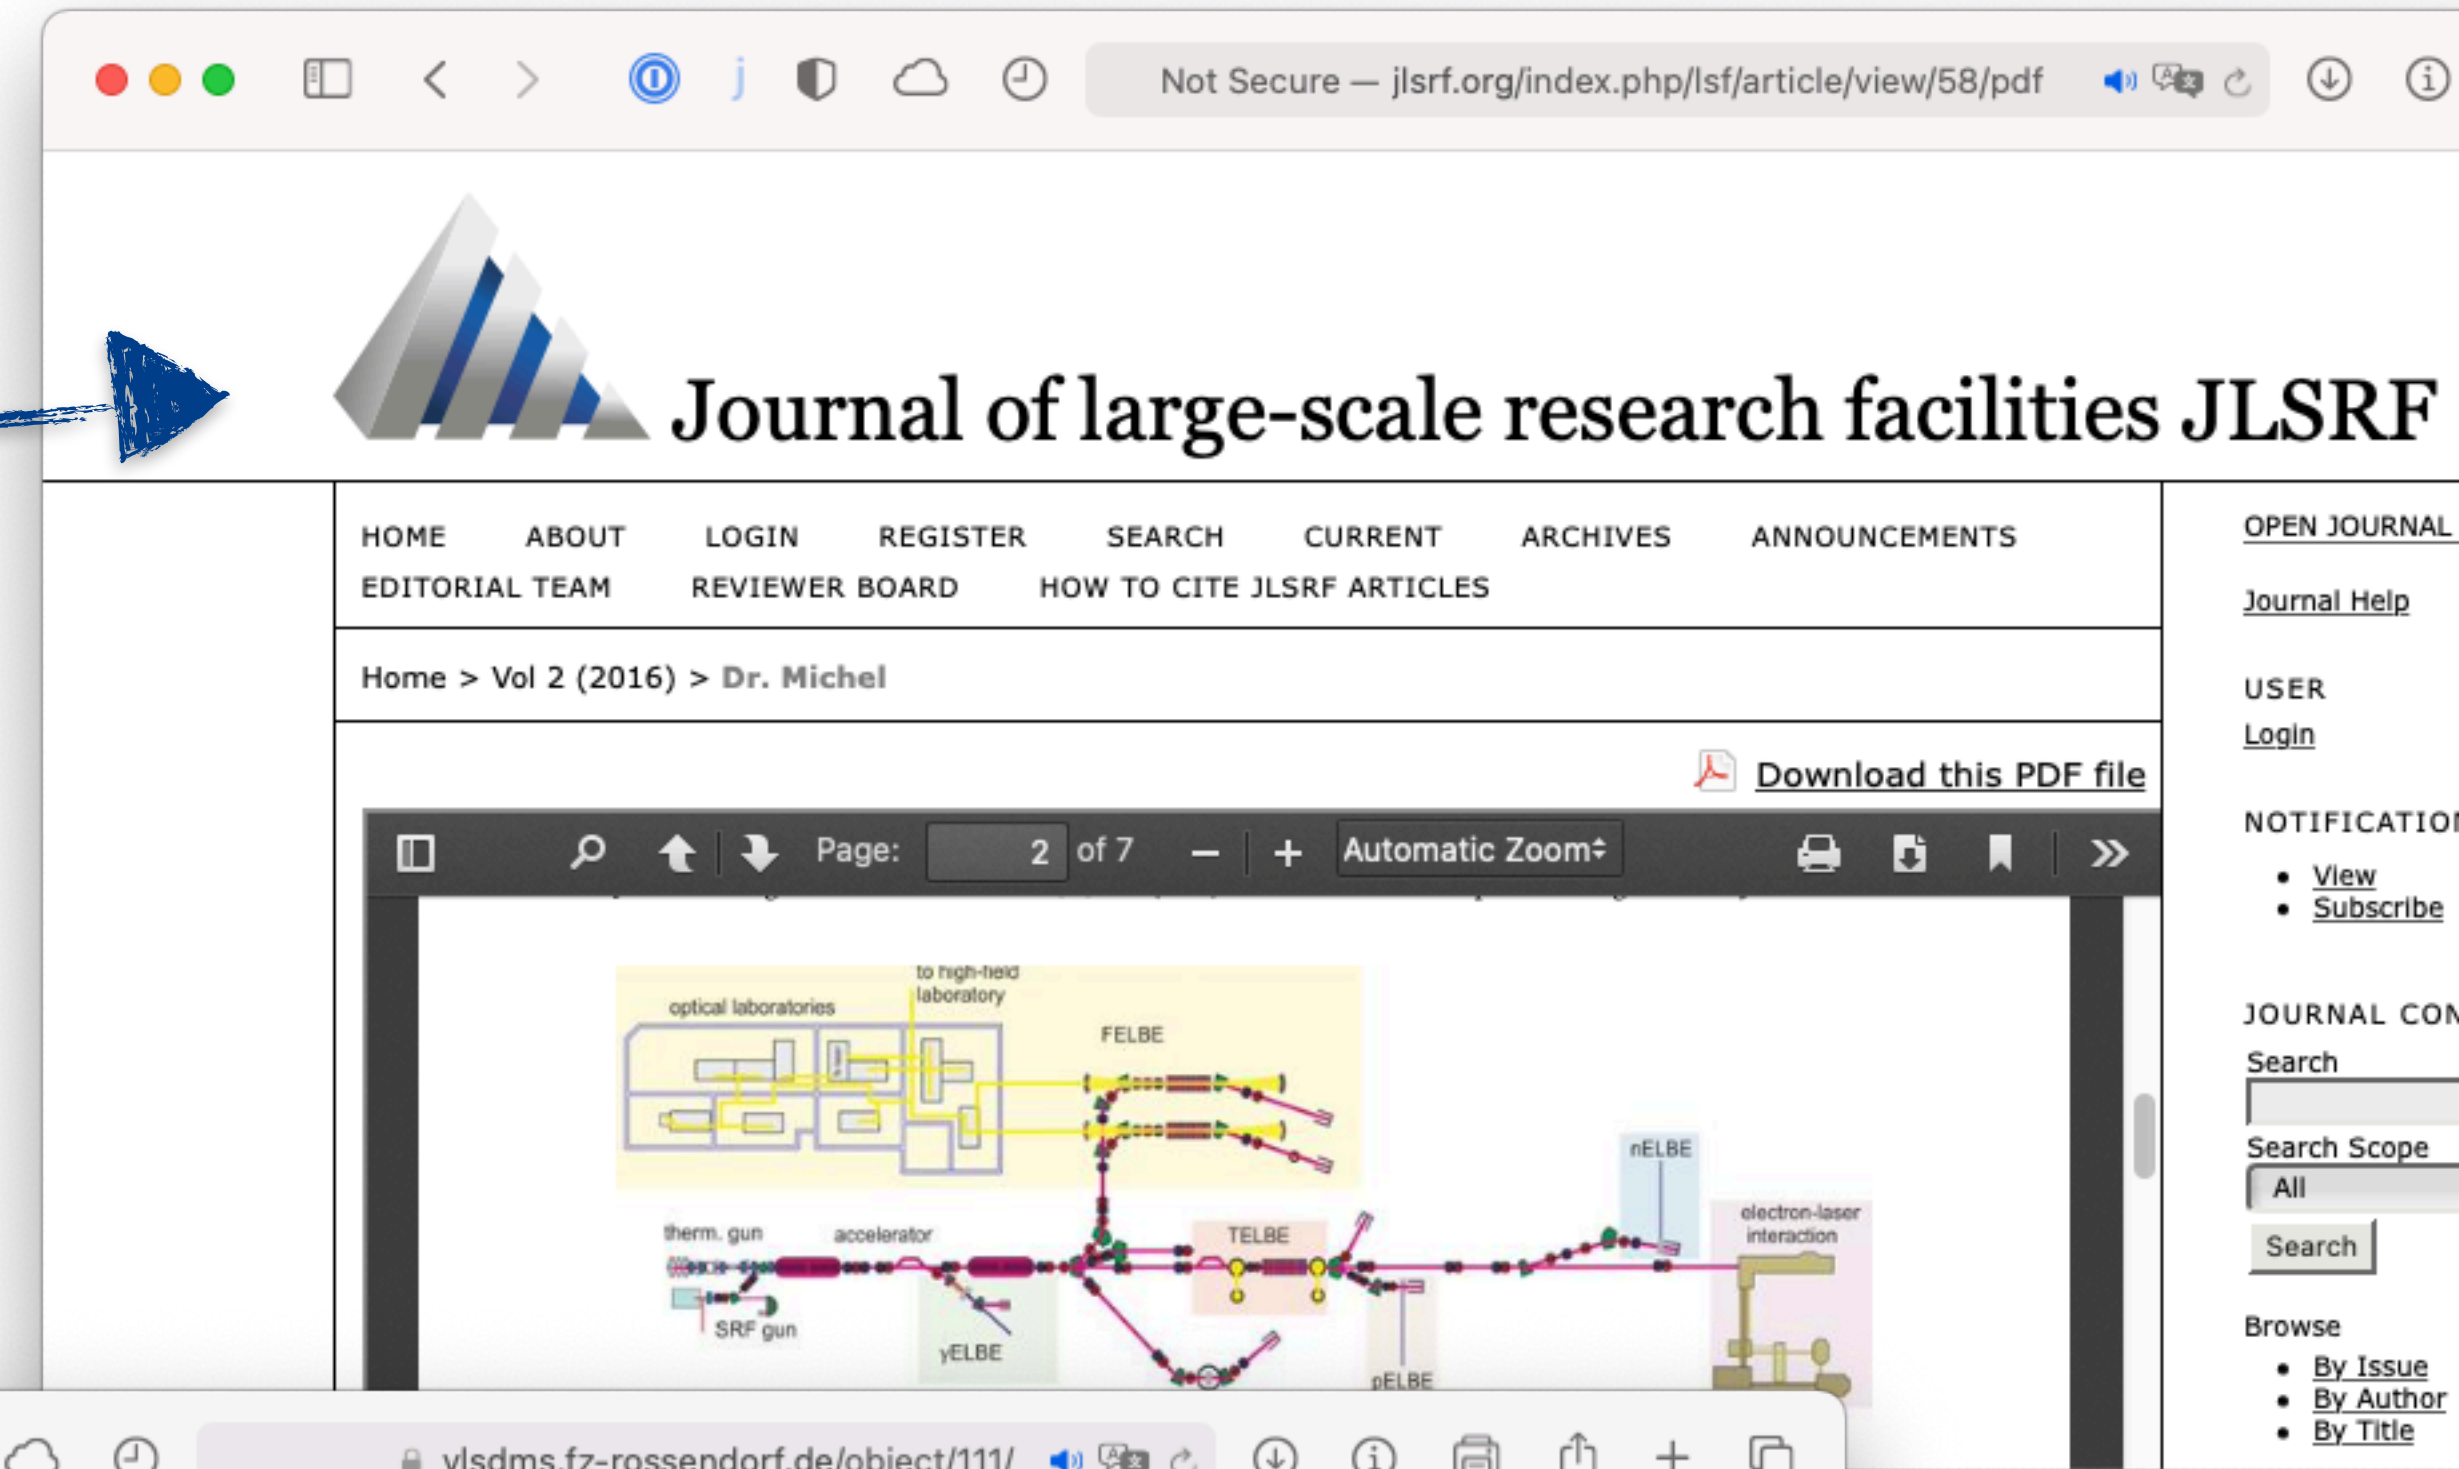 Not Secure — jlsrf.org/index.php/lsf/article/view/58/pdf
Journal of large-scale research facilities JLSRF
HOME ABOUT LOGIN REGISTER SEARCH CURRENT ARCHIVES ANNOUNCEMENTS
EDITORIAL TEAM REVIEWER BOARD HOW TO CITE JLSRF ARTICLES
Home > Vol 2 (2016) > Dr. Michel
Download this PDF file
Page: 2 of 7 Automatic Zoom
to high-field
laboratory
optical laboratories
FELBE
nELBE
therm. gun
accelerator
TELBE
electron-laser
interaction
SRF gun
γELBE
pELBE
OPEN JOURNAL
Journal Help
USER
Login
NOTIFICATION
View
Subscribe
JOURNAL CON
Search
Search Scope
All
Search
Browse
By Issue
By Author
By Title
vlsdms.fz-rossendorf.de/object/111/